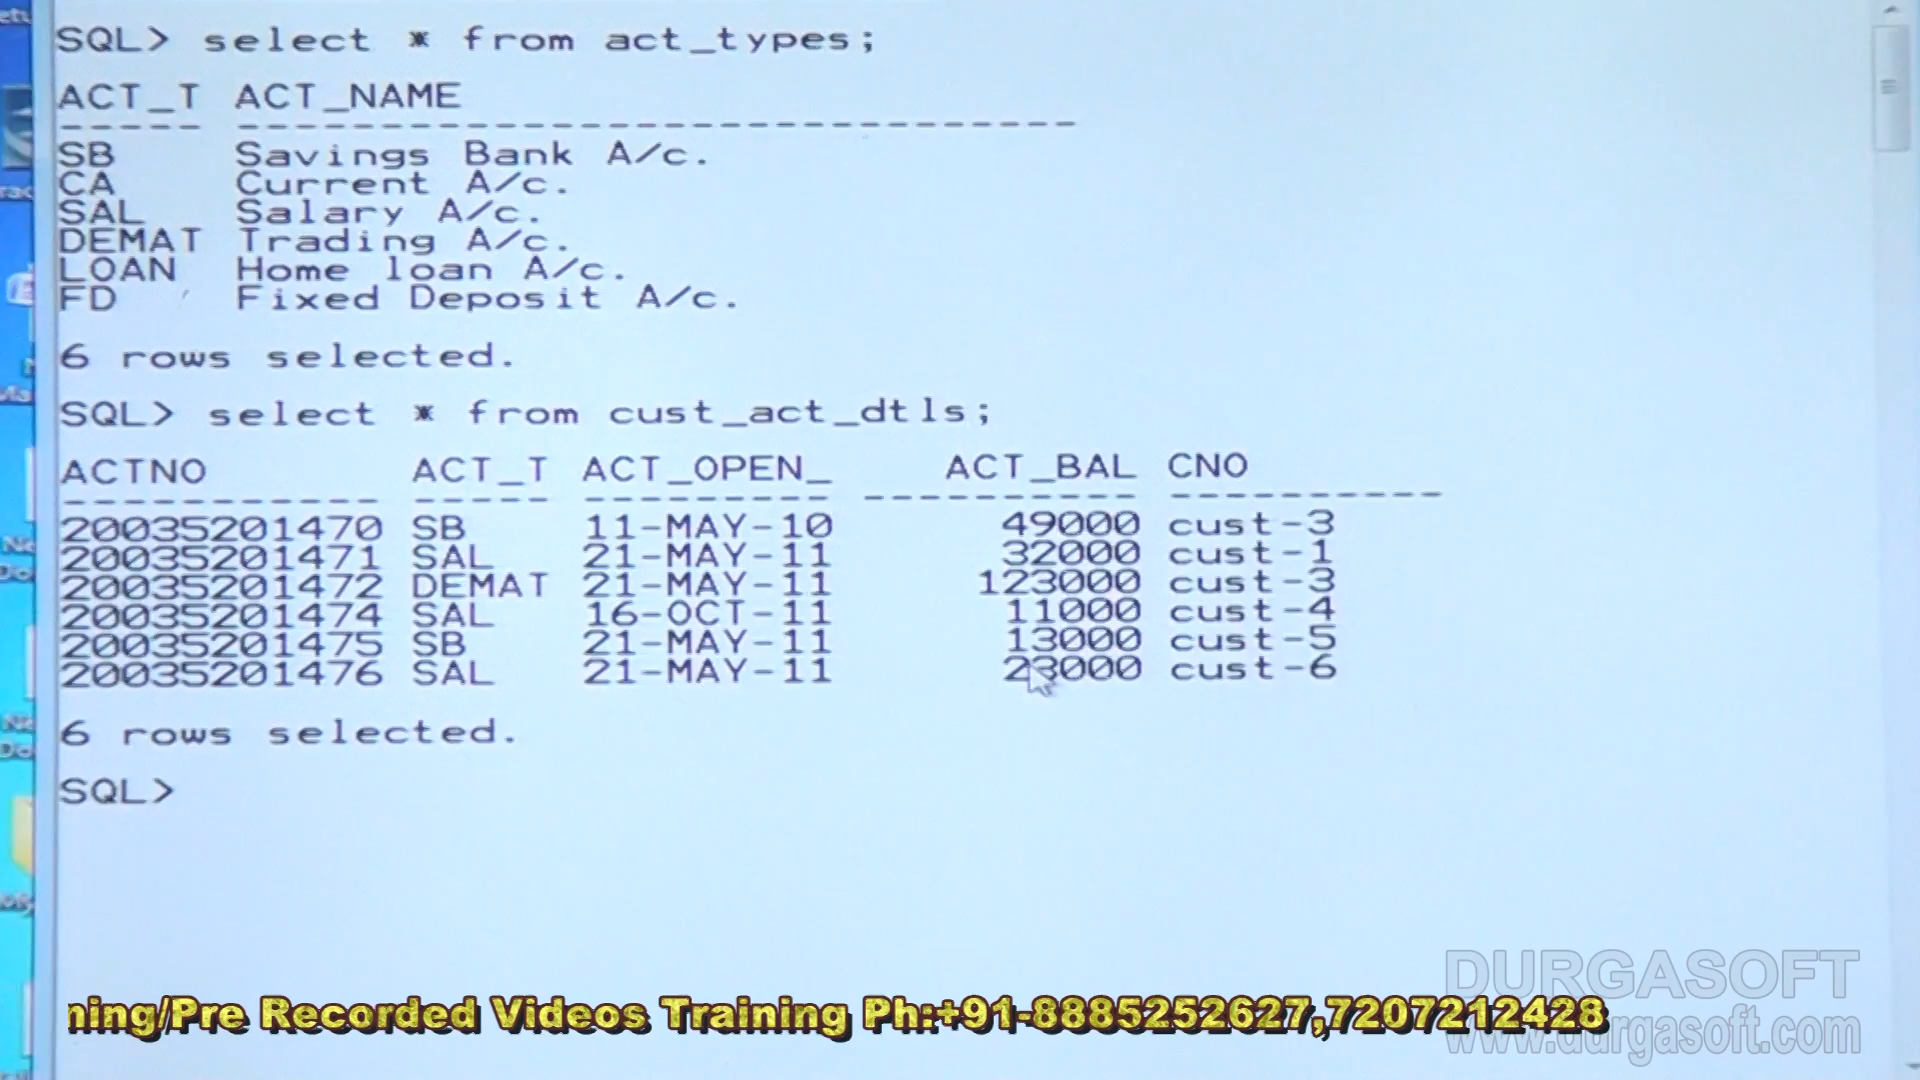 SQL> select * from act_types;
ACT_T ACT_NAME
----- ------------------------------
SB Savings Bank A/c.
CA Current A/c.
SAL Salary A/c.
DEMAT Trading A/c.
LOAN Home loan A/c.
FD Fixed Deposit A/c.
6 rows selected.
SQL> select * from cust_act_dtls;
ACTNO ACT_T ACT_OPEN_ ACT_BAL CNO
------------ ----- --------- ---------- ----------
20035201470 SB 11-MAY-10 49000 cust-3
20035201471 SAL 21-MAY-11 32000 cust-1
20035201472 DEMAT 21-MAY-11 123000 cust-3
20035201474 SAL 16-OCT-11 11000 cust-4
20035201475 SB 21-MAY-11 13000 cust-5
20035201476 SAL 21-MAY-11 23000 cust-6
6 rows selected.
SQL>
DURGASOFT
www.durgasoft.com
ning/Pre Recorded Videos Training Ph:+91-8885252627,7207212428